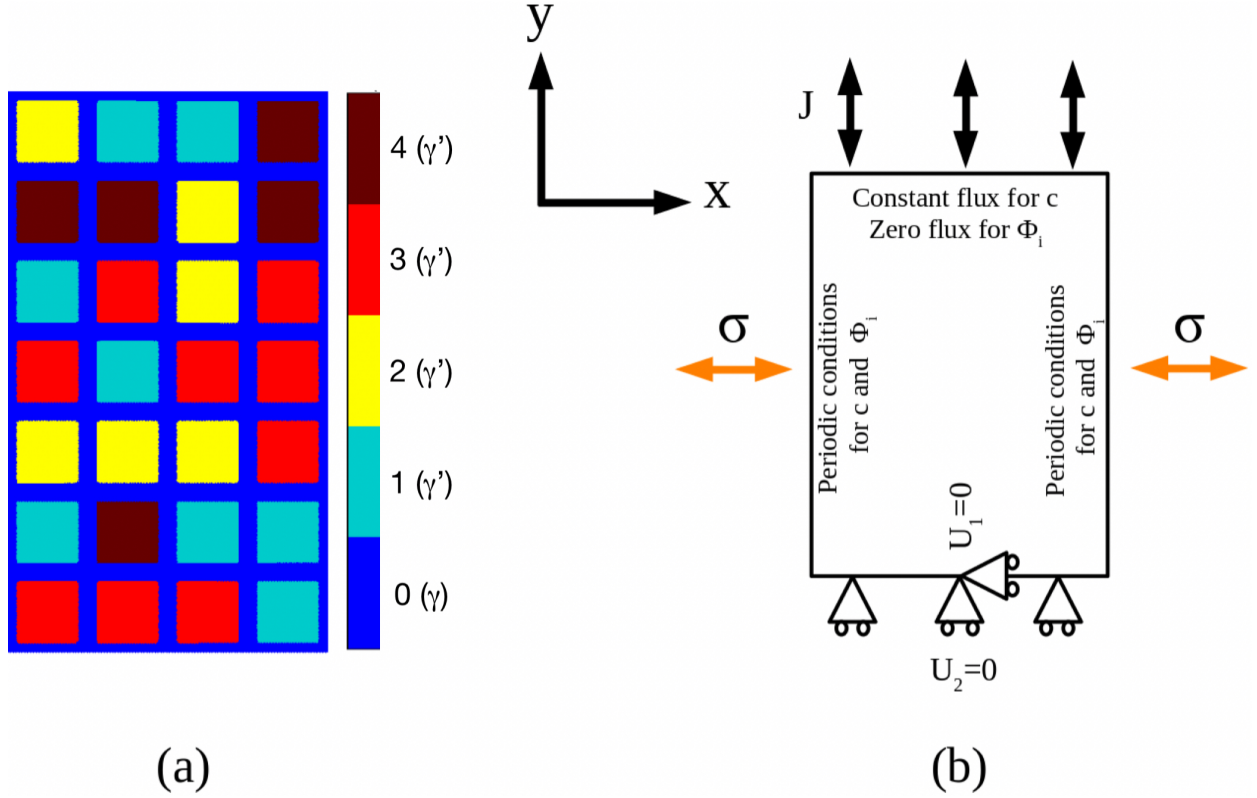 4 (γ')
3 (γ')
2 (γ')
1 (γ')
0 (γ)
(a)
y
x
J
Constant flux for c
Zero flux for Φi
Periodic conditions
for c and Φi
Periodic conditions
for c and Φi
σ
σ
U1=0
U2=0
(b)